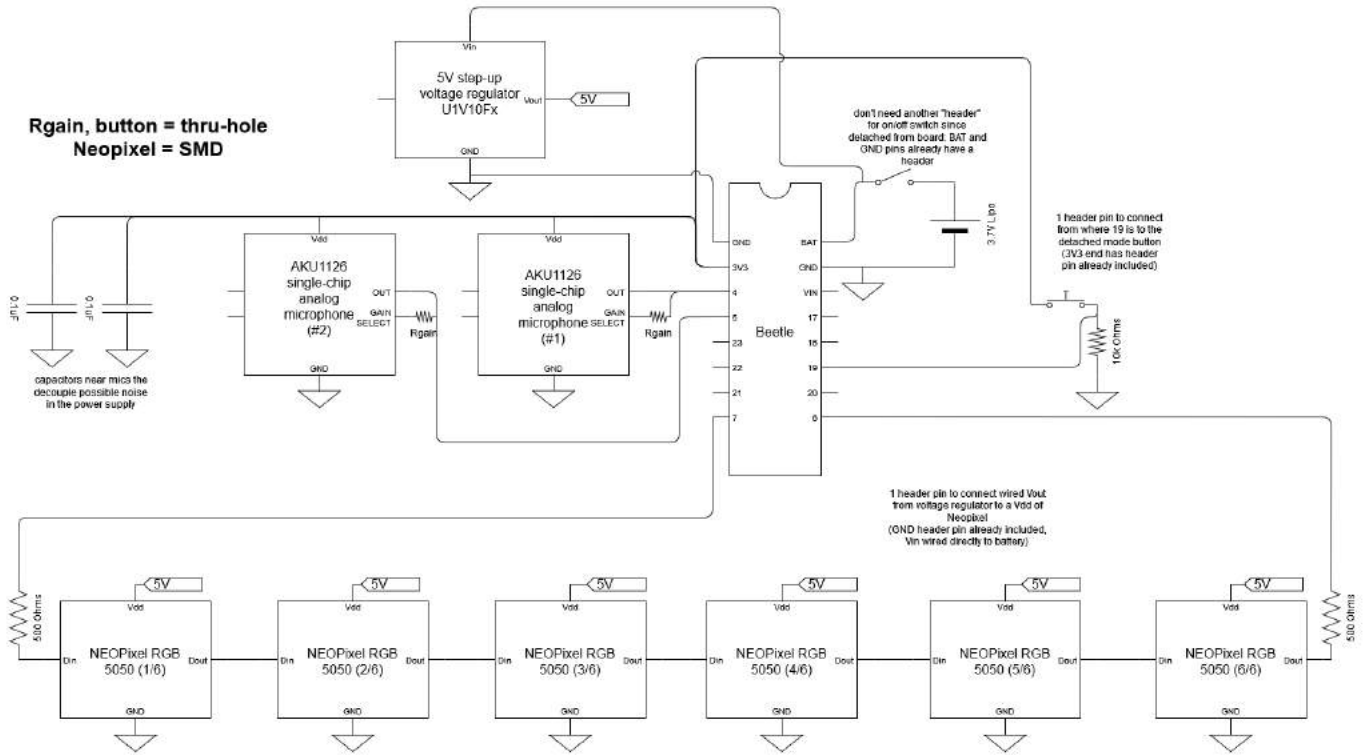 Vin
5V step-up
voltage regulator
U1V10Fx
Vout
5V
GND
Rgain, button = thru-hole
Neopixel = SMD
don't need another "header"
for on/off switch since
detached from board. BAT and
GND pins already have a
header
3.7V Lipo
1 header pin to connect
from where 19 is to the
detached mode button
(3V3 end has header
pin already included)
10k Ohms
0.1uF
0.1uF
capacitors near mics the
decouple possible noise
in the power supply
Vdd
AKU1126
single-chip
analog
microphone
(#2)
OUT
GAIN
SELECT
GND
Rgain
Vdd
AKU1126
single-chip
analog
microphone
(#1)
OUT
GAIN
SELECT
GND
Rgain
Beetle
GND
3V3
4
5
23
22
21
7
BAT
GND
VIN
17
19
20
1 header pin to connect wired Vout
from voltage regulator to a Vdd of
Neopixel
(GND header pin already included,
Vin wired directly to battery)
500 Ohms
5V
Vdd
Din
NEOPixel RGB
5050 (1/6)
Dout
GND
5V
Vdd
Din
NEOPixel RGB
5050 (2/6)
Dout
GND
5V
Vdd
Din
NEOPixel RGB
5050 (3/6)
Dout
GND
5V
Vdd
Din
NEOPixel RGB
5050 (4/6)
Dout
GND
5V
Vdd
Din
NEOPixel RGB
5050 (5/6)
Dout
GND
5V
Vdd
Din
NEOPixel RGB
5050 (6/6)
Dout
GND
500 Ohms